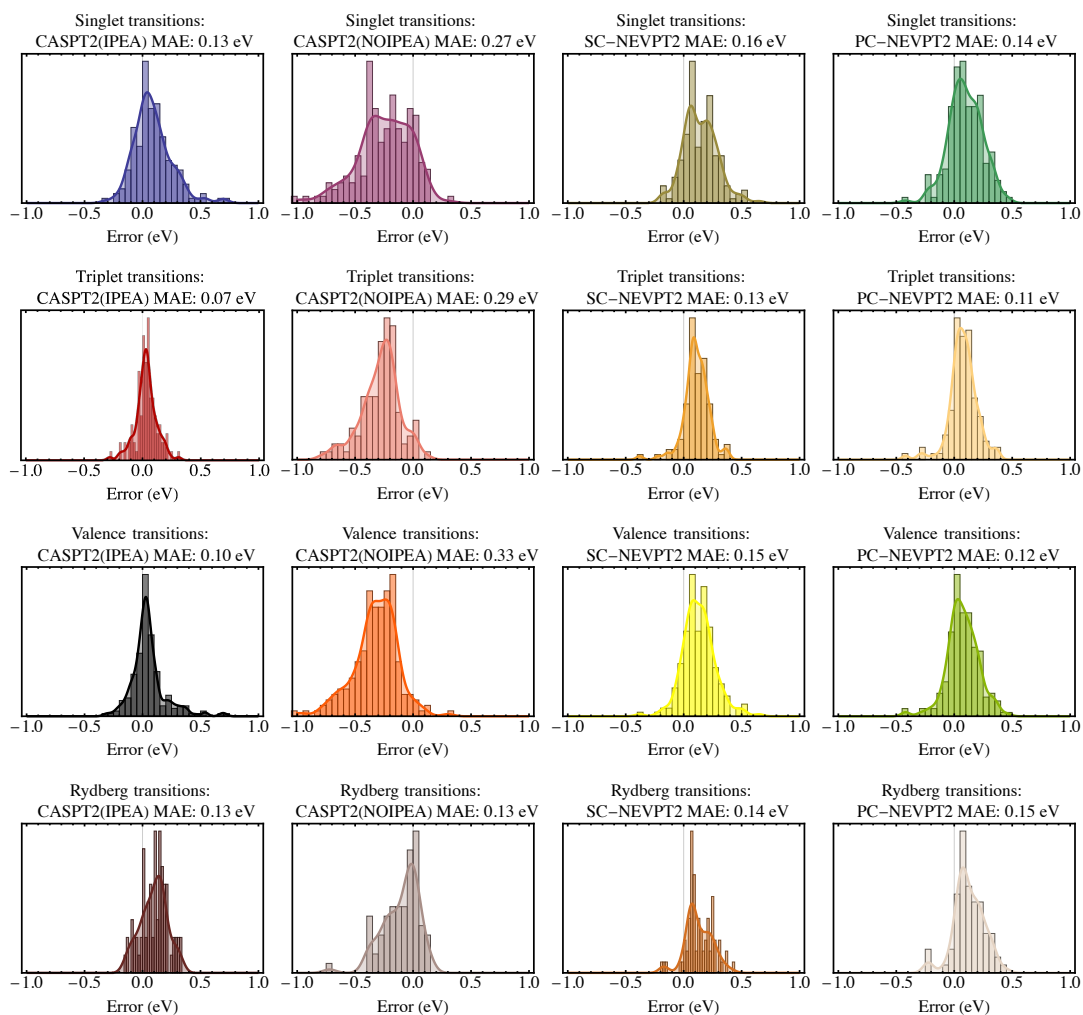 Singlet transitions:
CASPT2(IPEA) MAE: 0.13 eV
−1.0 −0.5 0.0 0.5 1.0
Error (eV)
Singlet transitions:
CASPT2(NOIPEA) MAE: 0.27 eV
−1.0 −0.5 0.0 0.5 1.0
Error (eV)
Singlet transitions:
SC−NEVPT2 MAE: 0.16 eV
−1.0 −0.5 0.0 0.5 1.0
Error (eV)
Singlet transitions:
PC−NEVPT2 MAE: 0.14 eV
−1.0 −0.5 0.0 0.5 1.0
Error (eV)
Triplet transitions:
CASPT2(IPEA) MAE: 0.07 eV
−1.0 −0.5 0.0 0.5 1.0
Error (eV)
Triplet transitions:
CASPT2(NOIPEA) MAE: 0.29 eV
−1.0 −0.5 0.0 0.5 1.0
Error (eV)
Triplet transitions:
SC−NEVPT2 MAE: 0.13 eV
−1.0 −0.5 0.0 0.5 1.0
Error (eV)
Triplet transitions:
PC−NEVPT2 MAE: 0.11 eV
−1.0 −0.5 0.0 0.5 1.0
Error (eV)
Valence transitions:
CASPT2(IPEA) MAE: 0.10 eV
−1.0 −0.5 0.0 0.5 1.0
Error (eV)
Valence transitions:
CASPT2(NOIPEA) MAE: 0.33 eV
−1.0 −0.5 0.0 0.5 1.0
Error (eV)
Valence transitions:
SC−NEVPT2 MAE: 0.15 eV
−1.0 −0.5 0.0 0.5 1.0
Error (eV)
Valence transitions:
PC−NEVPT2 MAE: 0.12 eV
−1.0 −0.5 0.0 0.5 1.0
Error (eV)
Rydberg transitions:
CASPT2(IPEA) MAE: 0.13 eV
−1.0 −0.5 0.0 0.5 1.0
Error (eV)
Rydberg transitions:
CASPT2(NOIPEA) MAE: 0.13 eV
−1.0 −0.5 0.0 0.5 1.0
Error (eV)
Rydberg transitions:
SC−NEVPT2 MAE: 0.14 eV
−1.0 −0.5 0.0 0.5 1.0
Error (eV)
Rydberg transitions:
PC−NEVPT2 MAE: 0.15 eV
−1.0 −0.5 0.0 0.5 1.0
Error (eV)